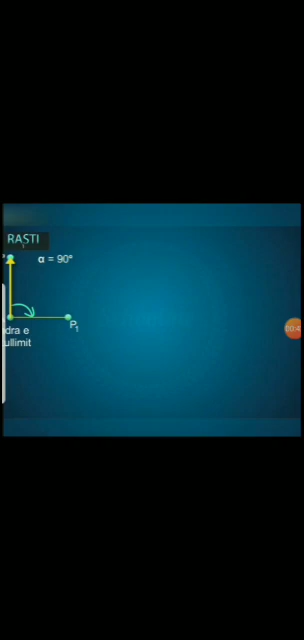 RASTI
α = 90°
P1
dra e
ullimit